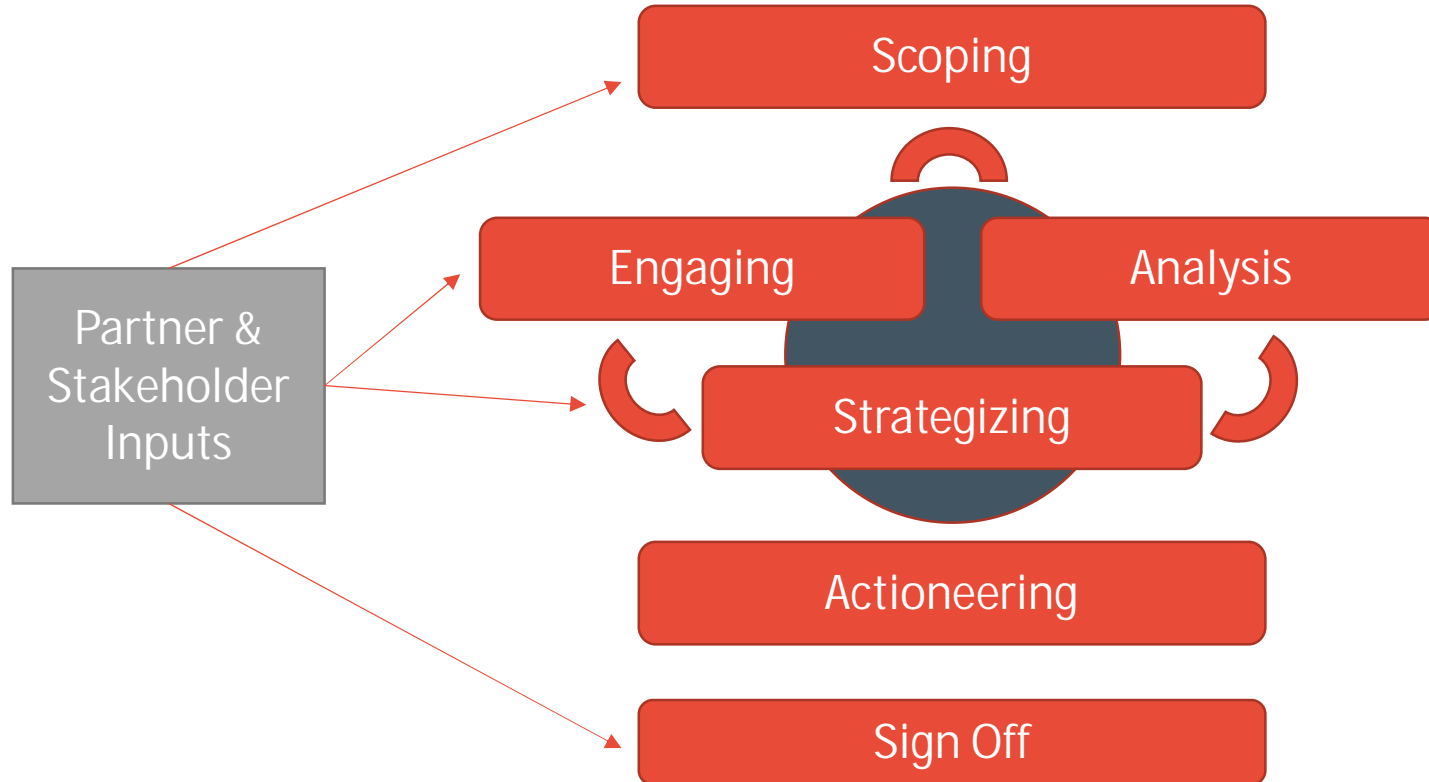 Scoping
Engaging
Analysis
Partner &
Stakeholder
Inputs
Strategizing
Actioneering
Sign Off